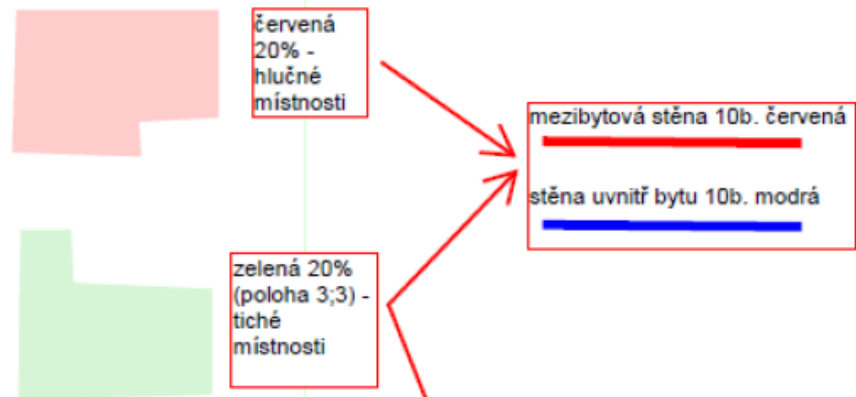 červená
20% -
hlučné
místnosti
mezibytová stěna 10b. červená
stěna uvnitř bytu 10b. modrá
zelená 20%
(poloha 3;3) -
tiché
místnosti